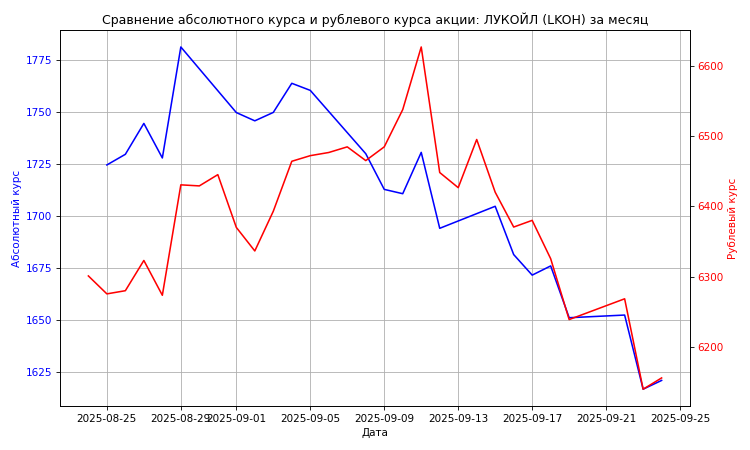 Сравнение абсолютного курса и рублевого курса акции: ЛУКОЙЛ (LKOH) за месяц
1775
1750
1725
1700
1675
1650
1625
Абсолютный курс
6600
6500
6400
6300
6200
Рублевый курс
2025-08-25 2025-08-29 2025-09-01 2025-09-05 2025-09-09 2025-09-13 2025-09-17 2025-09-21 2025-09-25
Дата